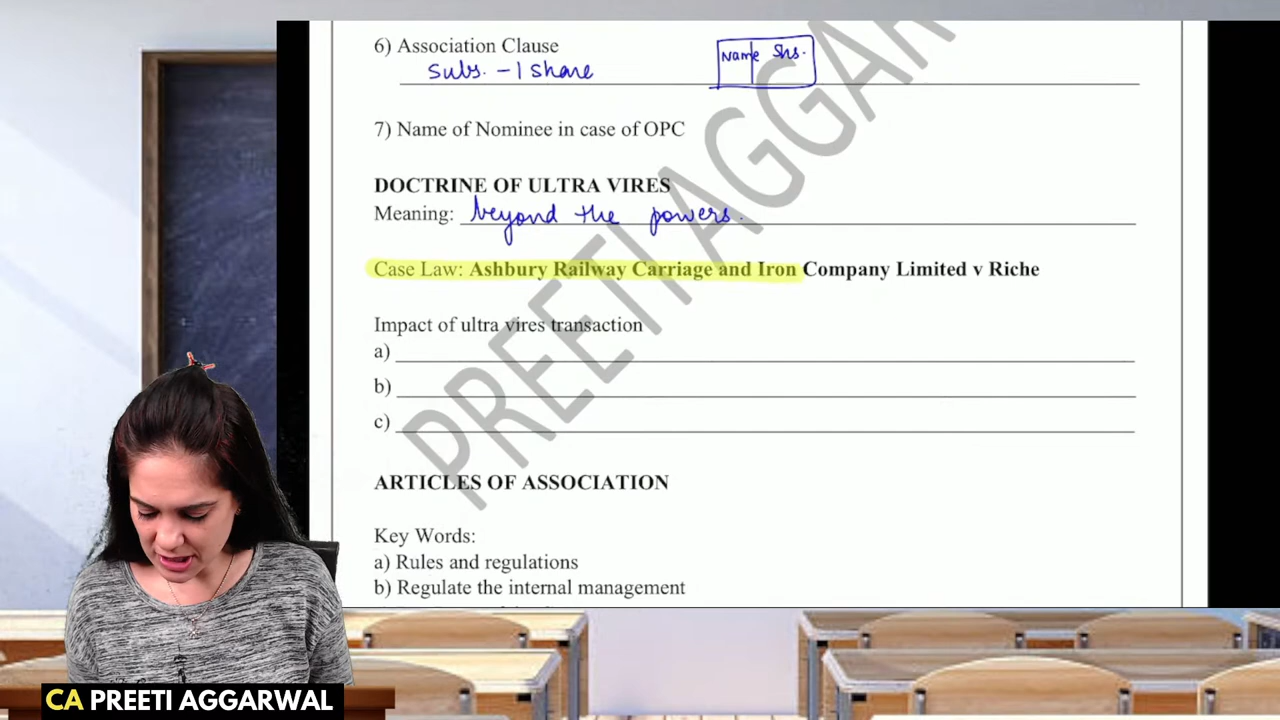 6) Association Clause
Subs. - 1 share
Name Shs.
7) Name of Nominee in case of OPC
DOCTRINE OF ULTRA VIRES
Meaning: beyond the powers.
Case Law: Ashbury Railway Carriage and Iron Company Limited v Riche
Impact of ultra vires transaction
a)
b)
c)
ARTICLES OF ASSOCIATION
Key Words:
a) Rules and regulations
b) Regulate the internal management
PREETI AGGAR
CA PREETI AGGARWAL